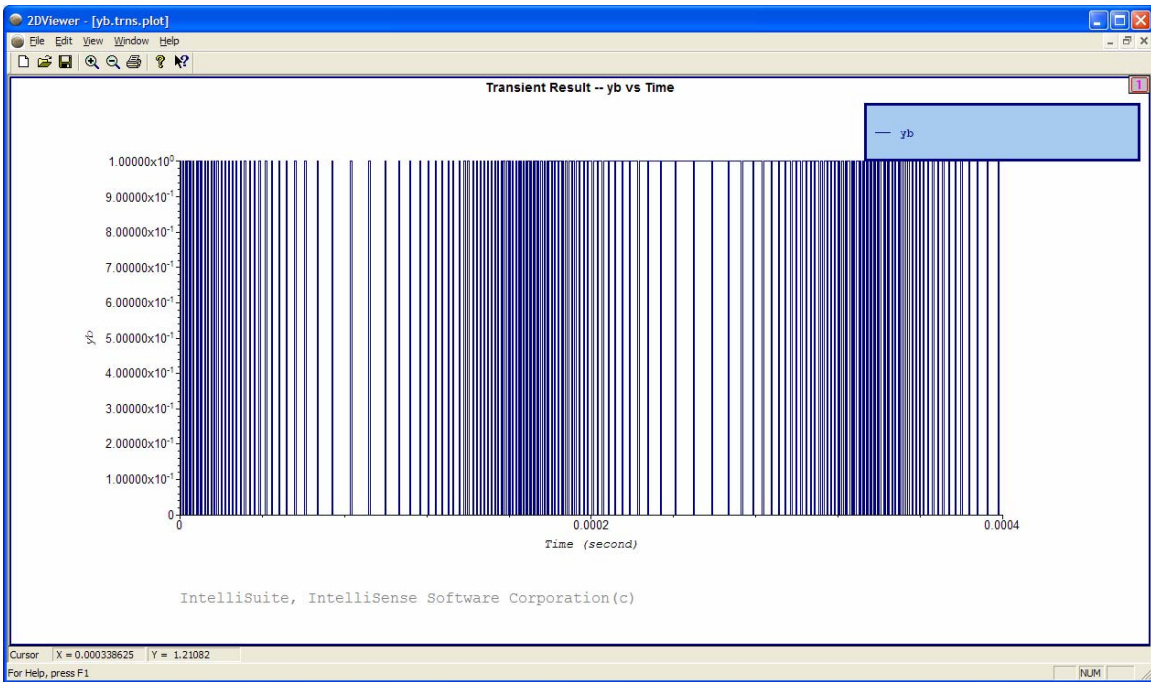 2DViewer - [yb.trns.plot]
File Edit View Window Help
Transient Result -- yb vs Time
1
yb
1.00000x10⁰
9.00000x10⁻¹
8.00000x10⁻¹
7.00000x10⁻¹
6.00000x10⁻¹
yb
5.00000x10⁻¹
4.00000x10⁻¹
3.00000x10⁻¹
2.00000x10⁻¹
1.00000x10⁻¹
0
0 0.0002 0.0004
Time (second)
IntelliSuite, IntelliSense Software Corporation(c)
Cursor X = 0.000338625 Y = 1.21082
For Help, press F1 NUM